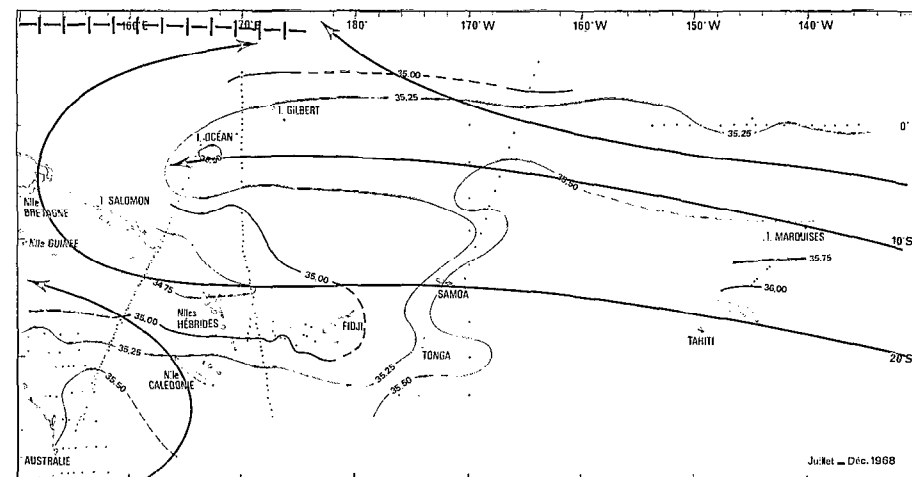 160°E 170°E 180° 170°W 160°W 150°W 140°W
35.00
35.25
I. GILBERT
0°
I. OCÉAN
35.50
35.50
Nlle
BRETAGNE
I. SALOMON
I. MARQUISES
Nlle GUINÉE
10°S
35.75
35.00
34.75
36.00
SAMOA
Nlles
HÉBRIDES
35.00
FIDJI
TAHITI
35.25
TONGA
20°S
Nlle
CALÉDONIE
35.25
35.50
35.50
AUSTRALIE
Juillet _ Déc. 1968